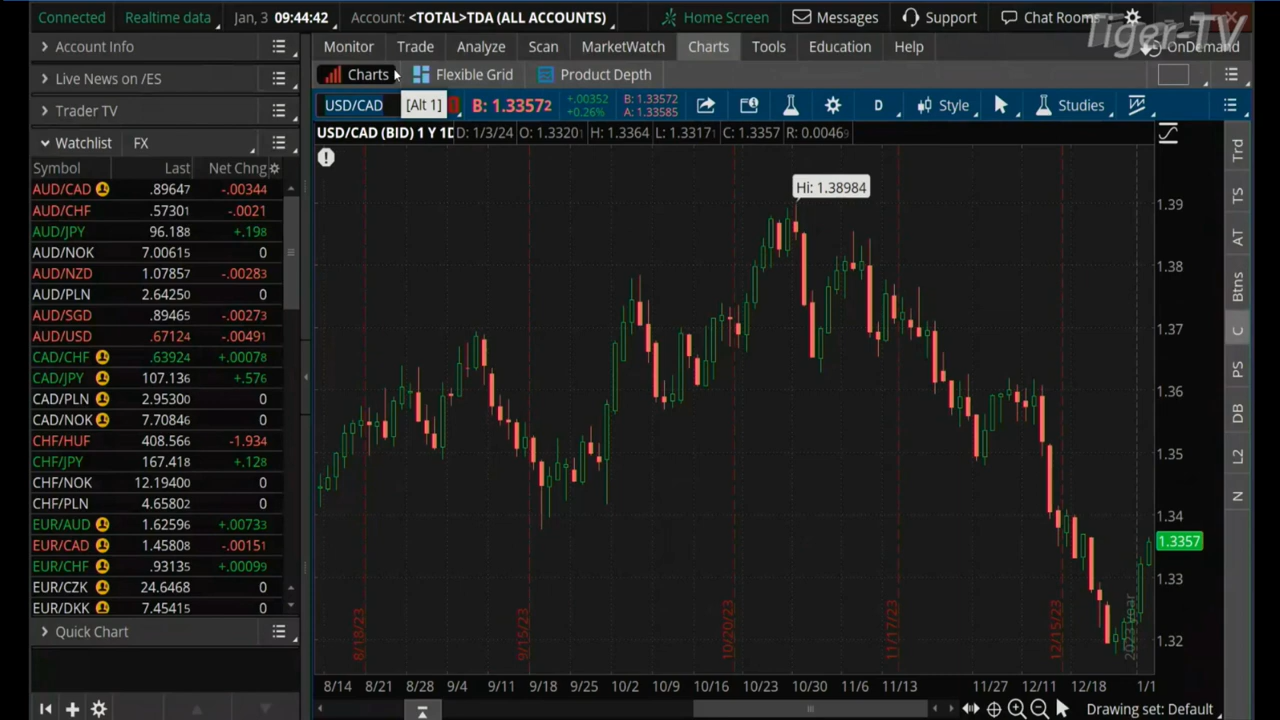 Connected Realtime data Jan, 3 09:44:42 Account: <TOTAL>TDA (ALL ACCOUNTS) Home Screen Messages Support Chat Rooms
Tiger-TV
OnDemand
Account Info
Live News on /ES
Trader TV
Watchlist FX
Monitor Trade Analyze Scan MarketWatch Charts Tools Education Help
Charts Flexible Grid Product Depth
USD/CAD [Alt 1] B: 1.33572 +.00352 +0.26% B: 1.33572 A: 1.33585 D Style Studies
USD/CAD (BID) 1 Y 1D D: 1/3/24 O: 1.33201 H: 1.3364 L: 1.33171 C: 1.3357 R: 0.00469
Symbol Last Net Chng
AUD/CAD .89647 -.00344
AUD/CHF .57301 -.0021
AUD/JPY 96.188 +.198
AUD/NOK 7.00615 0
AUD/NZD 1.07857 -.00283
AUD/PLN 2.64250 0
AUD/SGD .89465 -.00273
AUD/USD .67124 -.00491
CAD/CHF .63924 +.00078
CAD/JPY 107.136 +.576
CAD/PLN 2.95300 0
CAD/NOK 7.70846 0
CHF/HUF 408.566 -1.934
CHF/JPY 167.418 +.128
CHF/NOK 12.19400 0
CHF/PLN 4.65802 0
EUR/AUD 1.62596 +.00733
EUR/CAD 1.45808 -.00151
EUR/CHF .93135 +.00099
EUR/CZK 24.6468 0
EUR/DKK 7.45415 0
Quick Chart
Hi: 1.38984
1.39
1.38
1.37
1.36
1.35
1.34
1.3357
1.33
1.32
8/18/23 9/15/23 10/20/23 11/17/23 12/15/23 2023 year
8/14 8/21 8/28 9/4 9/11 9/18 9/25 10/2 10/9 10/16 10/23 10/30 11/6 11/13 11/27 12/11 12/18 1/1
Trd
TS
AT
Btns
C
PS
DB
L2
N
Drawing set: Default